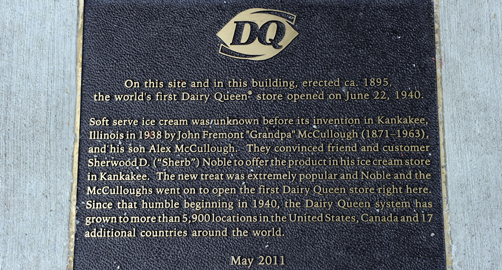 DQ
On this site and in this building, erected ca. 1895,
the world's first Dairy Queen® store opened on June 22, 1940.
Soft serve ice cream was unknown before its invention in Kankakee,
Illinois in 1938 by John Fremont "Grandpa" McCullough (1871–1963),
and his son Alex McCullough. They convinced friend and customer
Sherwood D. ("Sherb") Noble to offer the product in his ice cream store
in Kankakee. The new treat was extremely popular and Noble and the
McCulloughs went on to open the first Dairy Queen store right here.
Since that humble beginning in 1940, the Dairy Queen system has
grown to more than 5,900 locations in the United States, Canada and 17
additional countries around the world.
May 2011